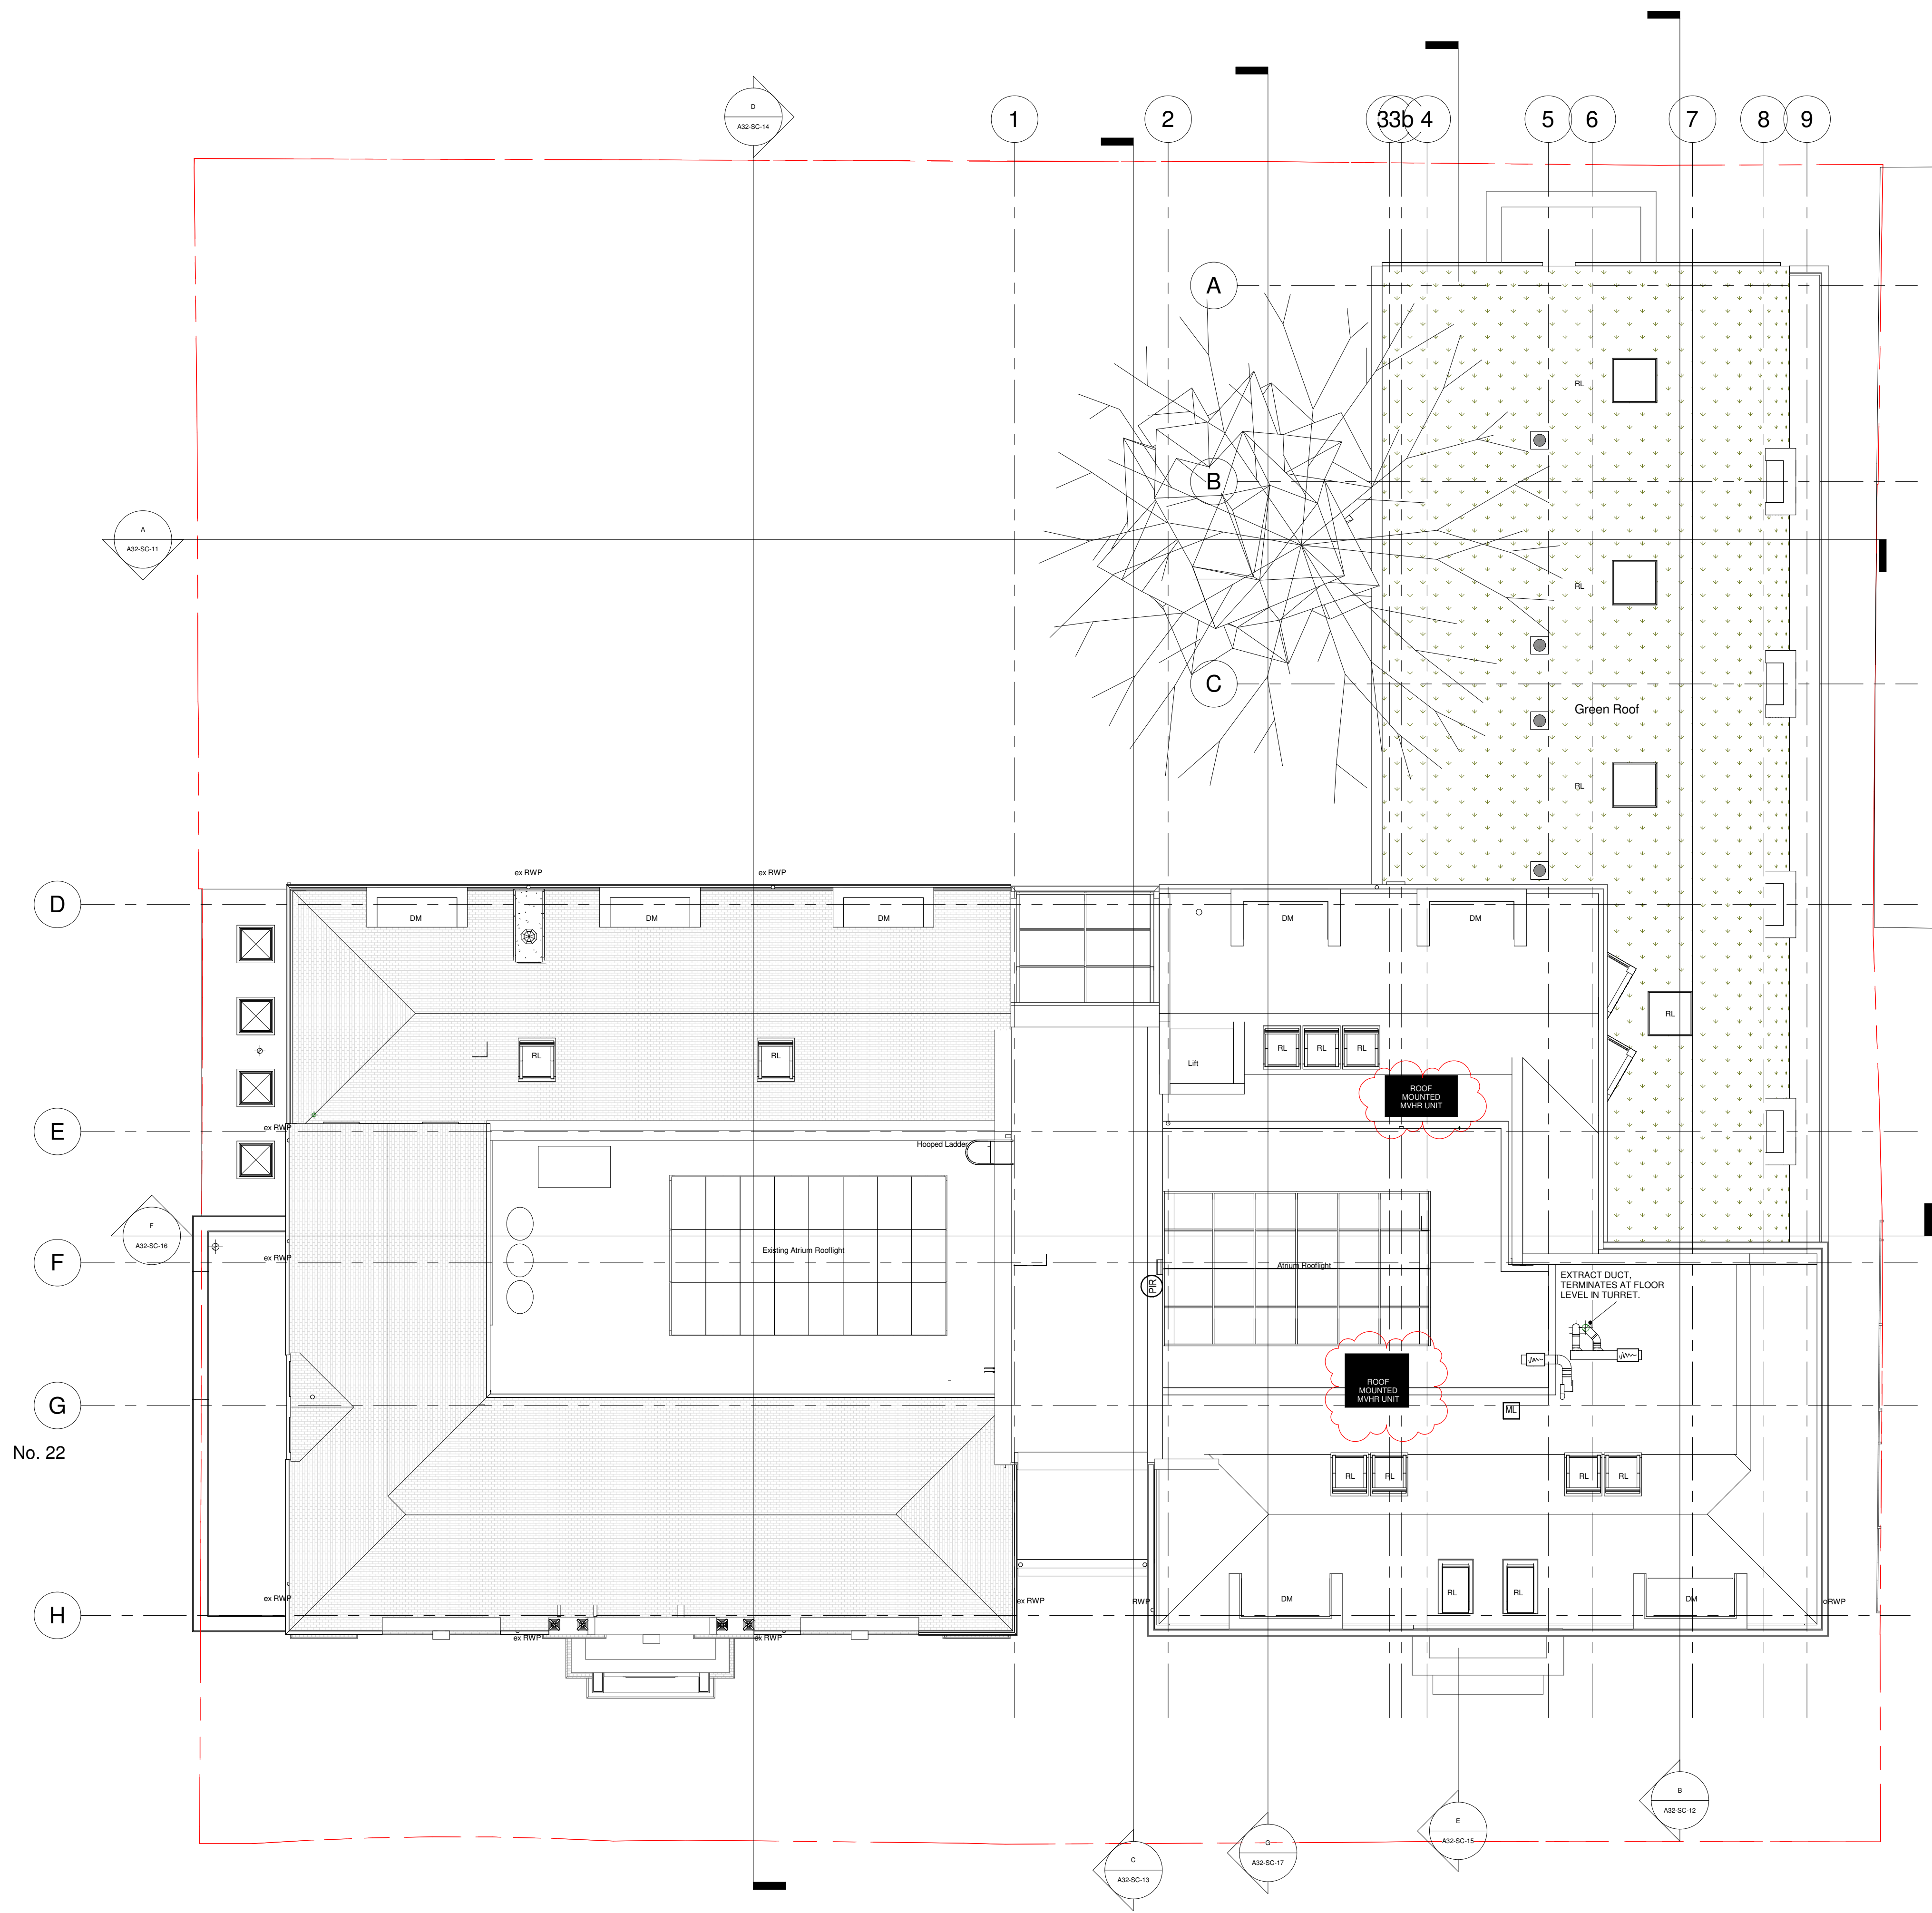 D
A32-SC-14
1
2
3
3b
4
5
6
7
8
9
A
RL
B
A
A32-SC-11
RL
C
Green Roof
RL
ex RWP
ex RWP
D
DM
DM
DM
DM
DM
RL
RL
RL
RL
RL
RL
Lift
ROOF
MOUNTED
MVHR UNIT
E
ex RWP
Hooped Ladder
F
A32-SC-16
Existing Atrium Rooflight
ex RWP
F
Atrium Rooflight
PIR
EXTRACT DUCT,
TERMINATES AT FLOOR
LEVEL IN TURRET.
ROOF
MOUNTED
MVHR UNIT
G
ML
No. 22
RL
RL
RL
RL
RL
RL
ex RWP
ex RWP
RWP
DM
DM
RWP
H
ex RWP
ex RWP
B
A32-SC-12
E
A32-SC-15
G
A32-SC-17
C
A32-SC-13